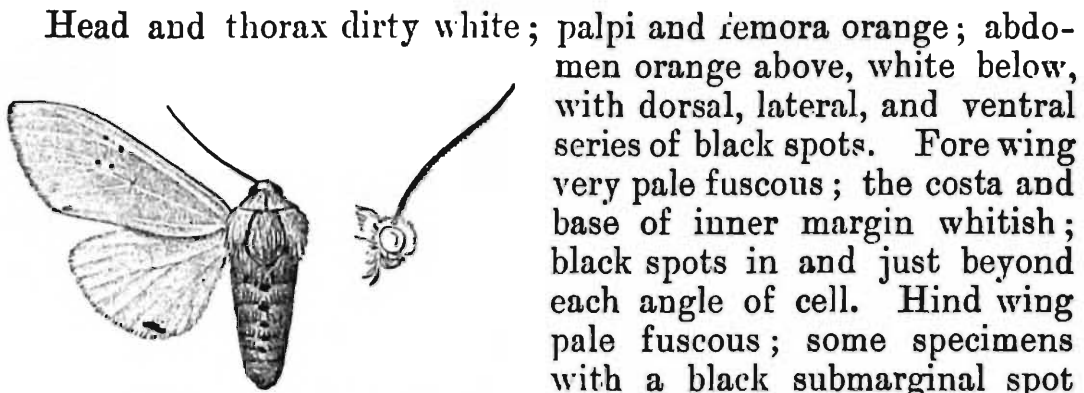 Head and thorax dirty white; palpi and femora orange; abdo-
men orange above, white below,
with dorsal, lateral, and ventral
series of black spots. Fore wing
very pale fuscous; the costa and
base of inner margin whitish;
black spots in and just beyond
each angle of cell. Hind wing
pale fuscous; some specimens
with a black submarginal spot